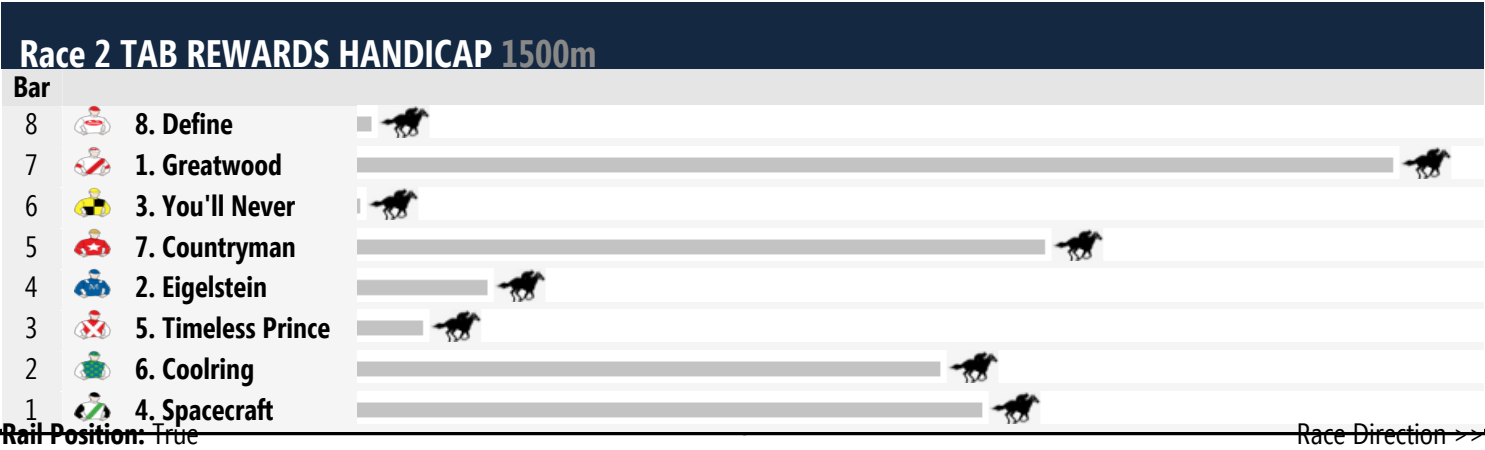 Race 2 TAB REWARDS HANDICAP 1500m
Bar
8 8. Define
7 1. Greatwood
6 3. You'll Never
5 7. Countryman
4 M 2. Eigelstein
3 5. Timeless Prince
2 6. Coolring
1 4. Spacecraft
Rail Position: True Race Direction >>